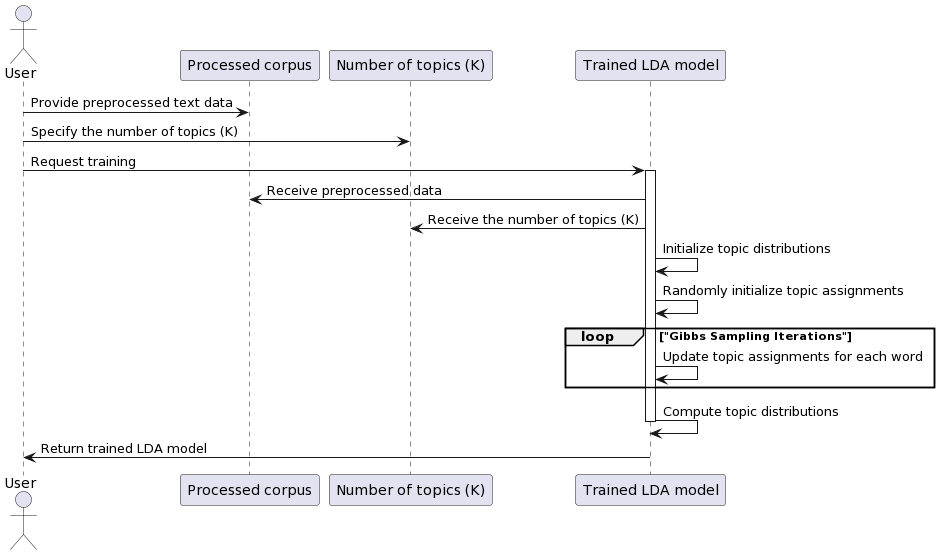 User
Processed corpus
Number of topics (K)
Trained LDA model
Provide preprocessed text data
Specify the number of topics (K)
Request training
Receive preprocessed data
Receive the number of topics (K)
Initialize topic distributions
Randomly initialize topic assignments
loop
["Gibbs Sampling Iterations"]
Update topic assignments for each word
Compute topic distributions
Return trained LDA model
User
Processed corpus
Number of topics (K)
Trained LDA model